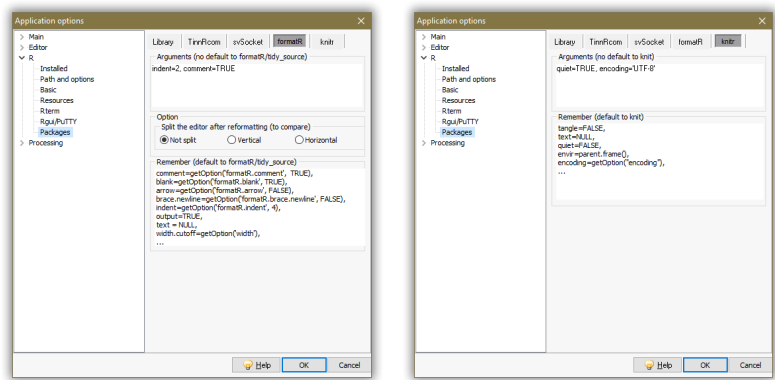 Application options
Main
Editor
R
Installed
Path and options
Basic
Resources
Rterm
Rgui/PuTTY
Packages
Processing
Library TinnRcom svSocket formatR knitr
Arguments (no default to formatR/tidy_source)
indent=2, comment=TRUE
Option
Split the editor after reformatting (to compare)
Not split Vertical Horizontal
Remember (default to formatR/tidy_source)
comment=getOption('formatR.comment', TRUE),
blank=getOption('formatR.blank', TRUE),
arrow=getOption('formatR.arrow', FALSE),
brace.newline=getOption('formatR.brace.newline', FALSE),
indent=getOption('formatR.indent', 4),
output=TRUE,
text = NULL,
width.cutoff=getOption('width'),
...
Help OK Cancel
Application options
Main
Editor
R
Installed
Path and options
Basic
Resources
Rterm
Rgui/PuTTY
Packages
Processing
Library TinnRcom svSocket formatR knitr
Arguments (no default to knit)
quiet=TRUE, encoding='UTF-8'
Remember (default to knit)
tangle=FALSE,
text=NULL,
quiet=FALSE,
envir=parent.frame(),
encoding=getOption("encoding"),
...
Help OK Cancel